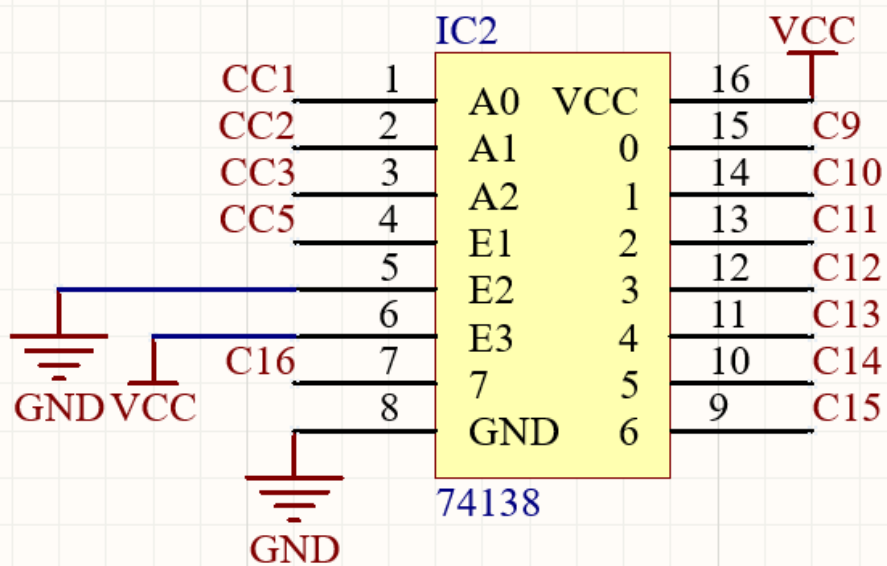 IC2
VCC
CC1 1 A0 VCC 16
CC2 2 A1 0 15 C9
CC3 3 A2 1 14 C10
CC5 4 E1 2 13 C11
5 E2 3 12 C12
6 E3 4 11 C13
C16 7 7 5 10 C14
GND VCC 8 GND 6 9 C15
74138
GND